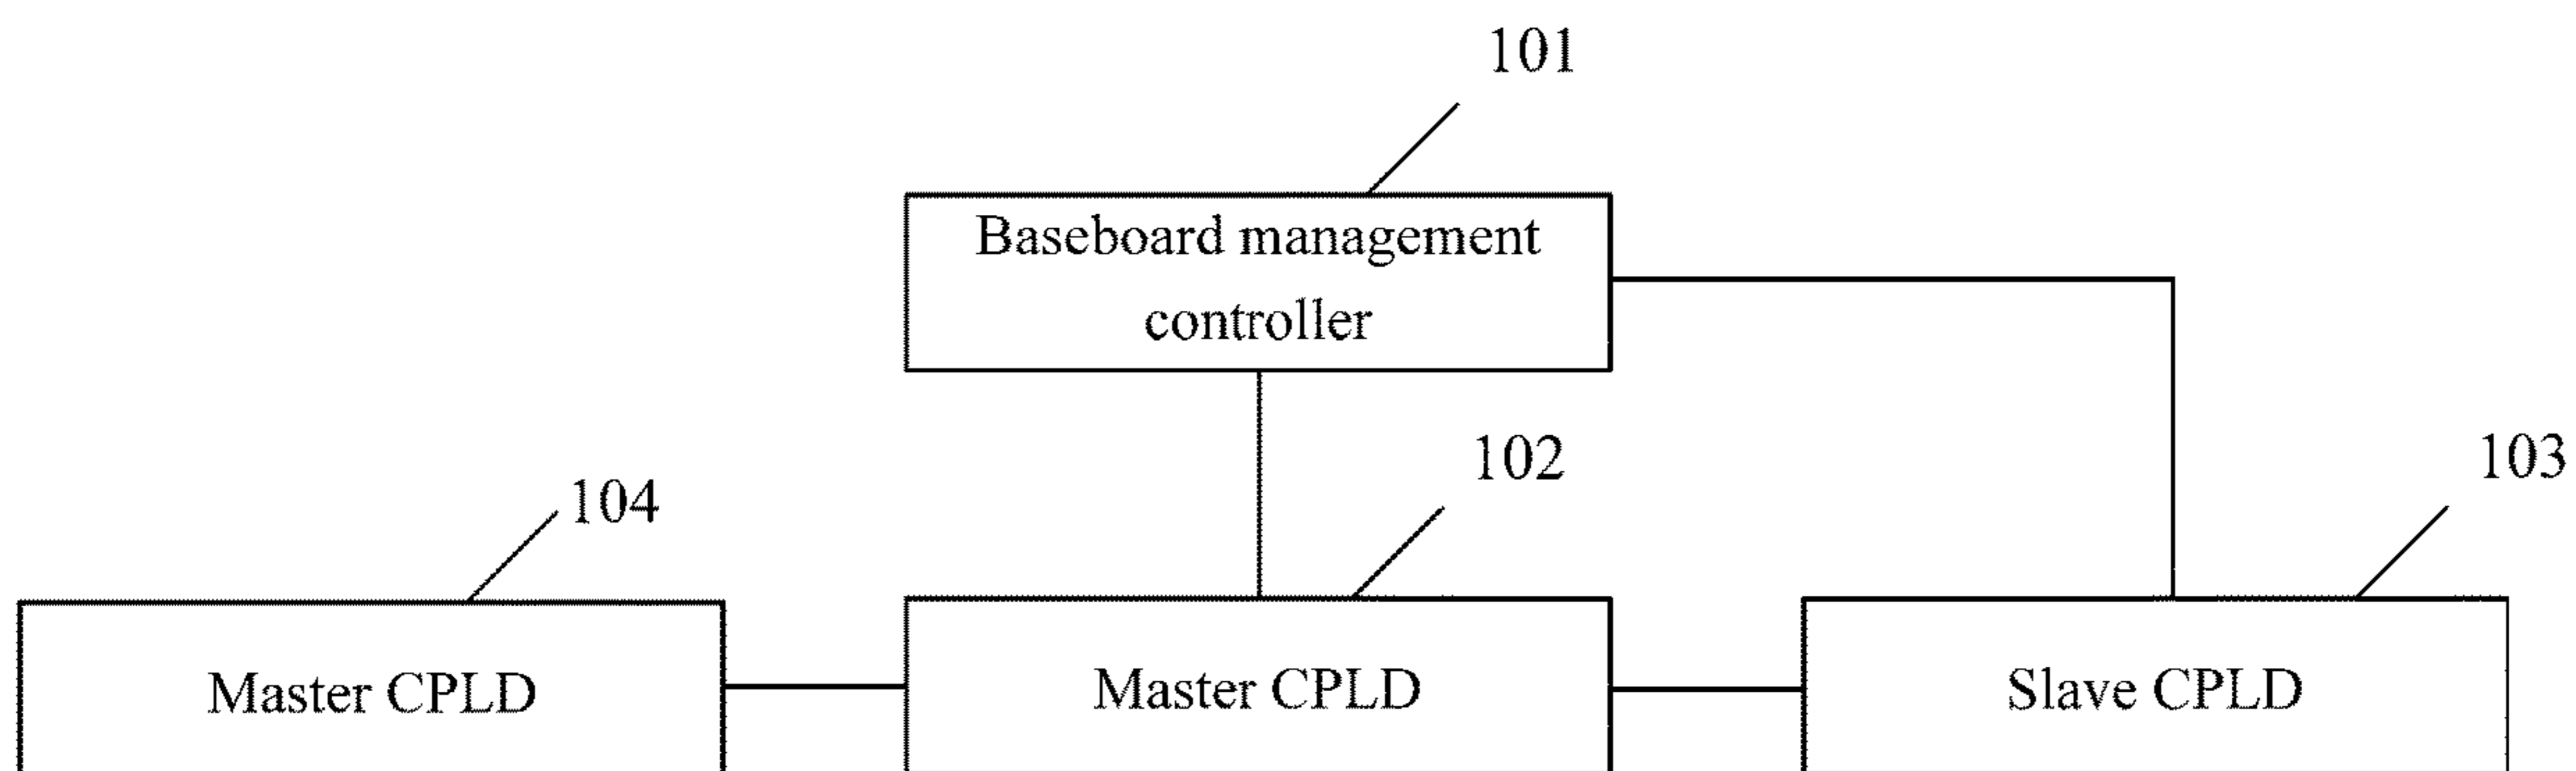 101
Baseboard management
controller
102
103
104
Master CPLD
Master CPLD
Slave CPLD